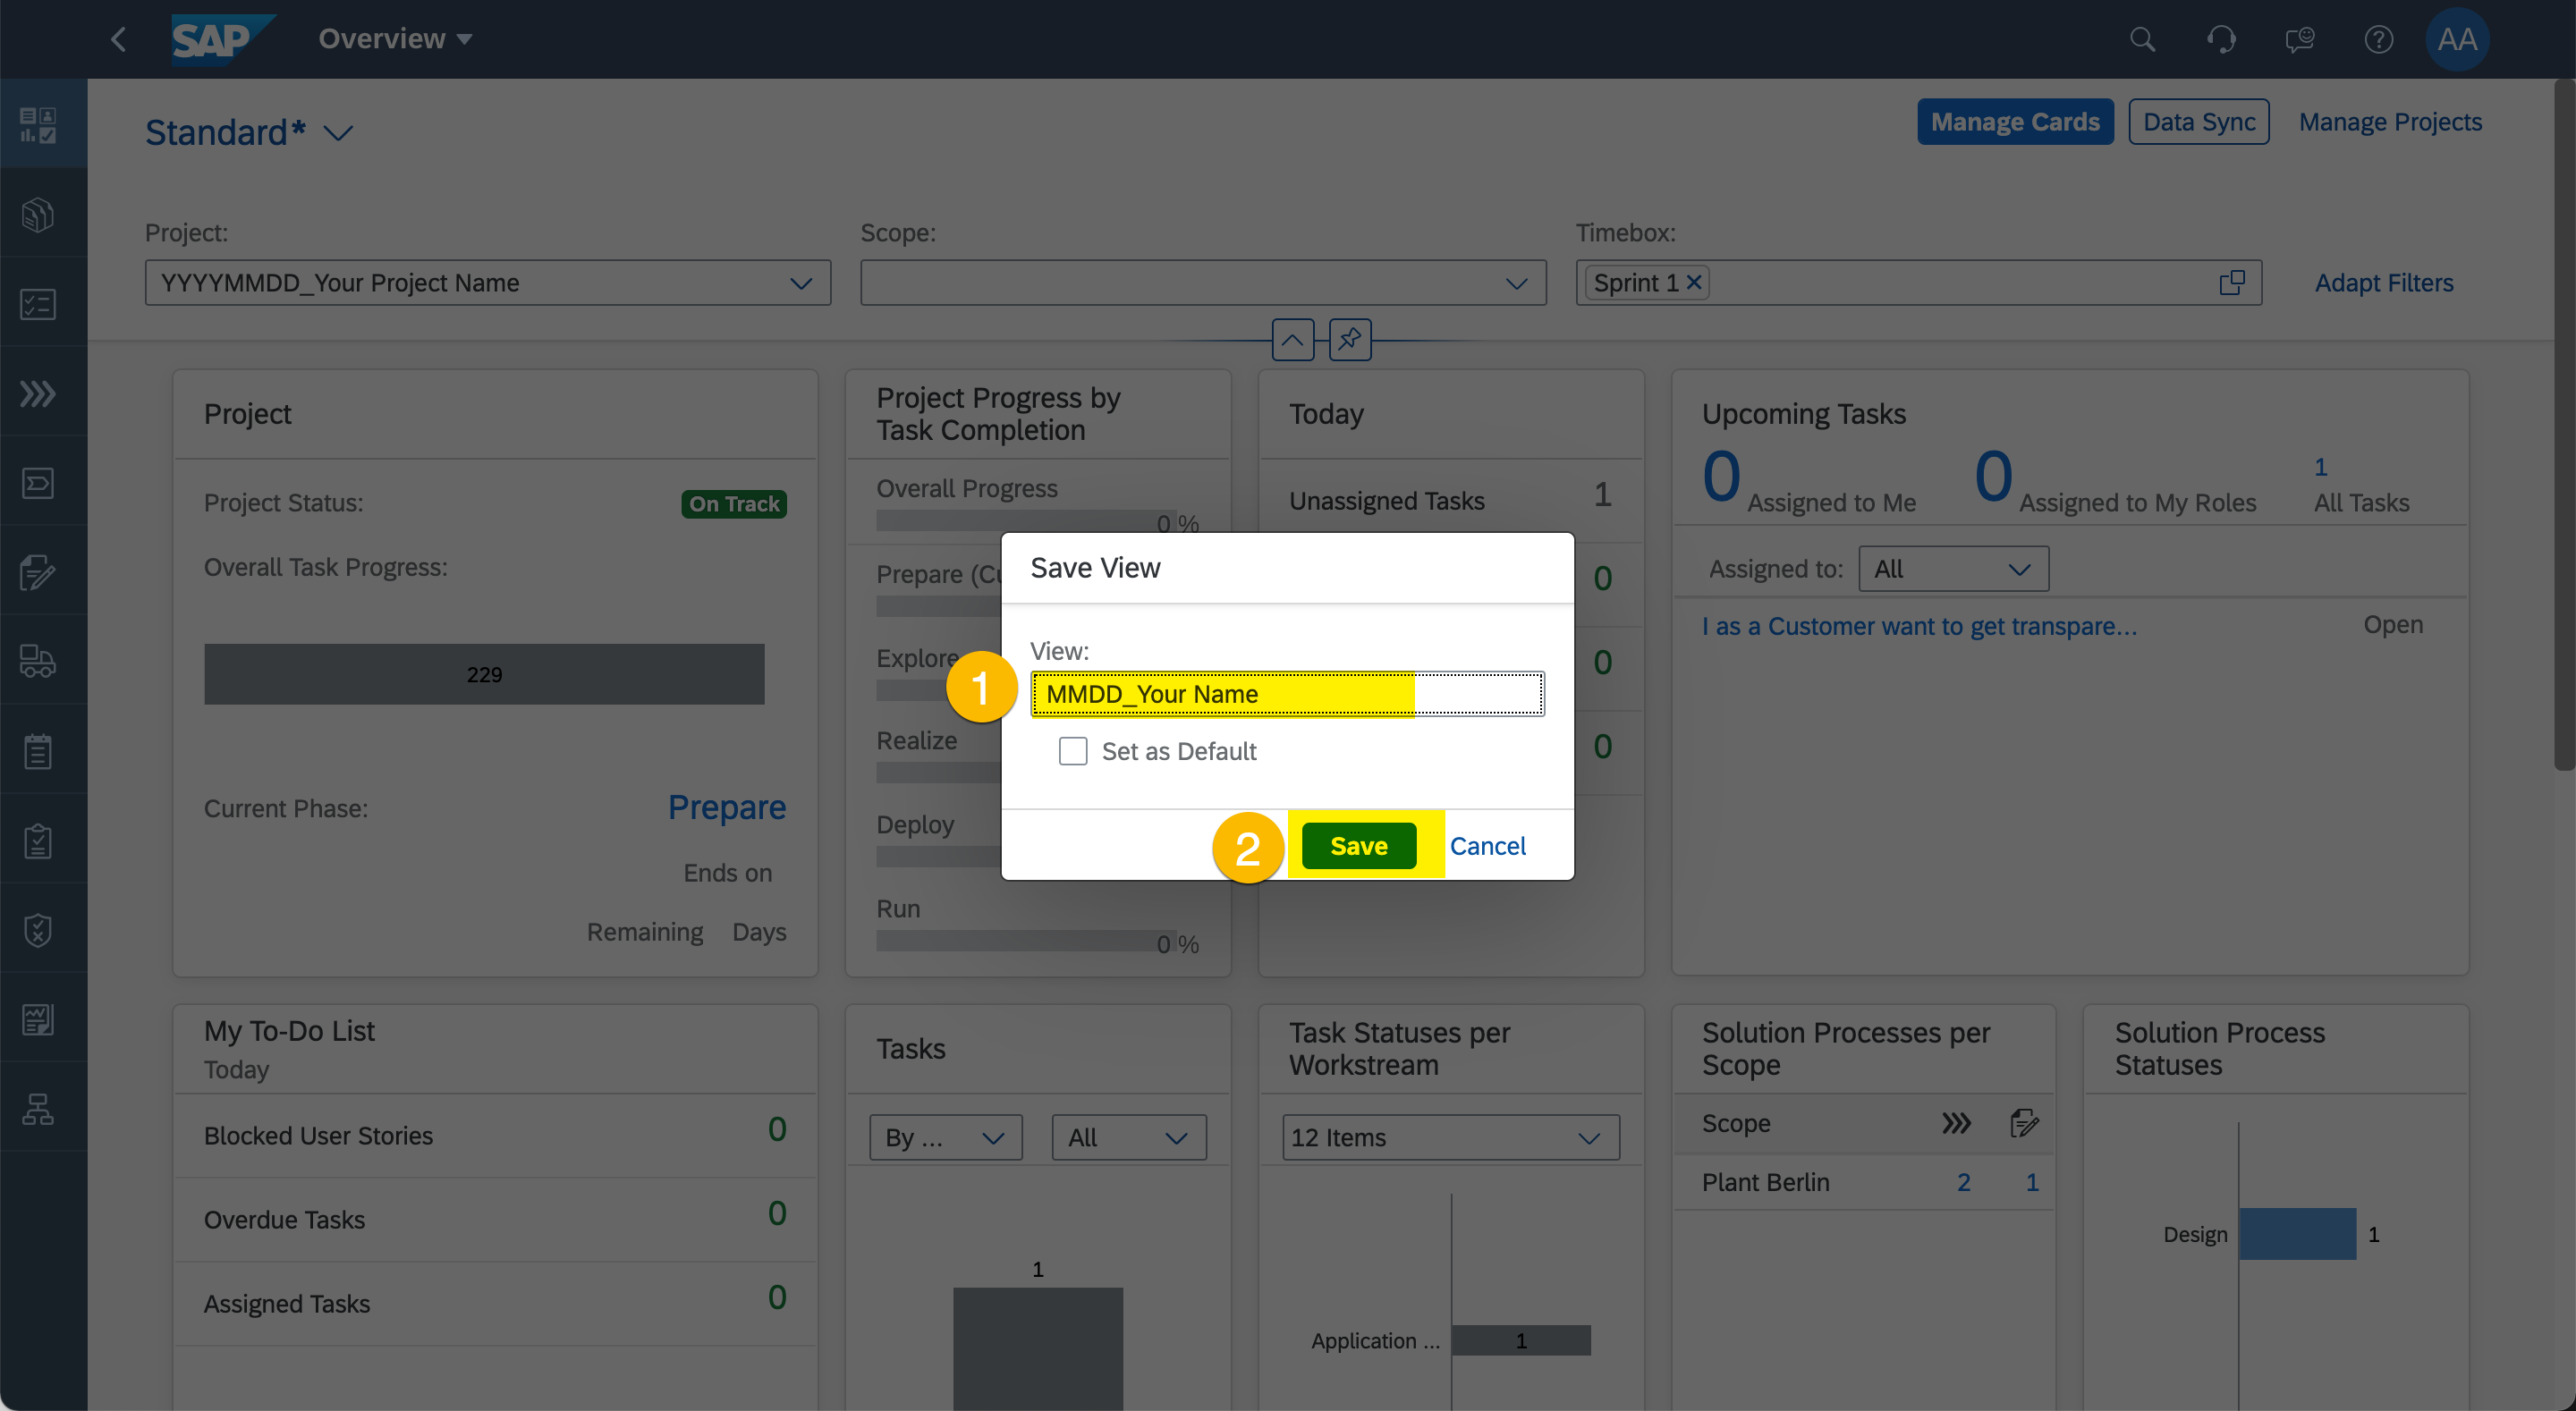 SAP
Overview
AA
Standard*
Manage Cards
Data Sync
Manage Projects
Project:
Scope:
Timebox:
YYYYMMDD_Your Project Name
Sprint 1
Adapt Filters
Project
Project Status:
On Track
Overall Task Progress:
229
Current Phase:
Prepare
Ends on
Remaining Days
Project Progress by
Task Completion
Overall Progress
0 %
Prepare (Cu
Explore
Realize
Deploy
Run
0 %
Today
Unassigned Tasks
1
0
0
0
Upcoming Tasks
0 Assigned to Me
0 Assigned to My Roles
1
All Tasks
Assigned to:
All
I as a Customer want to get transpare...
Open
Save View
View:
1
MMDD_Your Name
Set as Default
2
Save
Cancel
My To-Do List
Today
Blocked User Stories
0
Overdue Tasks
0
Assigned Tasks
0
Tasks
By ...
All
1
Task Statuses per
Workstream
12 Items
Application ...
1
Solution Processes per
Scope
Scope
Plant Berlin
2
1
Solution Process
Statuses
Design
1